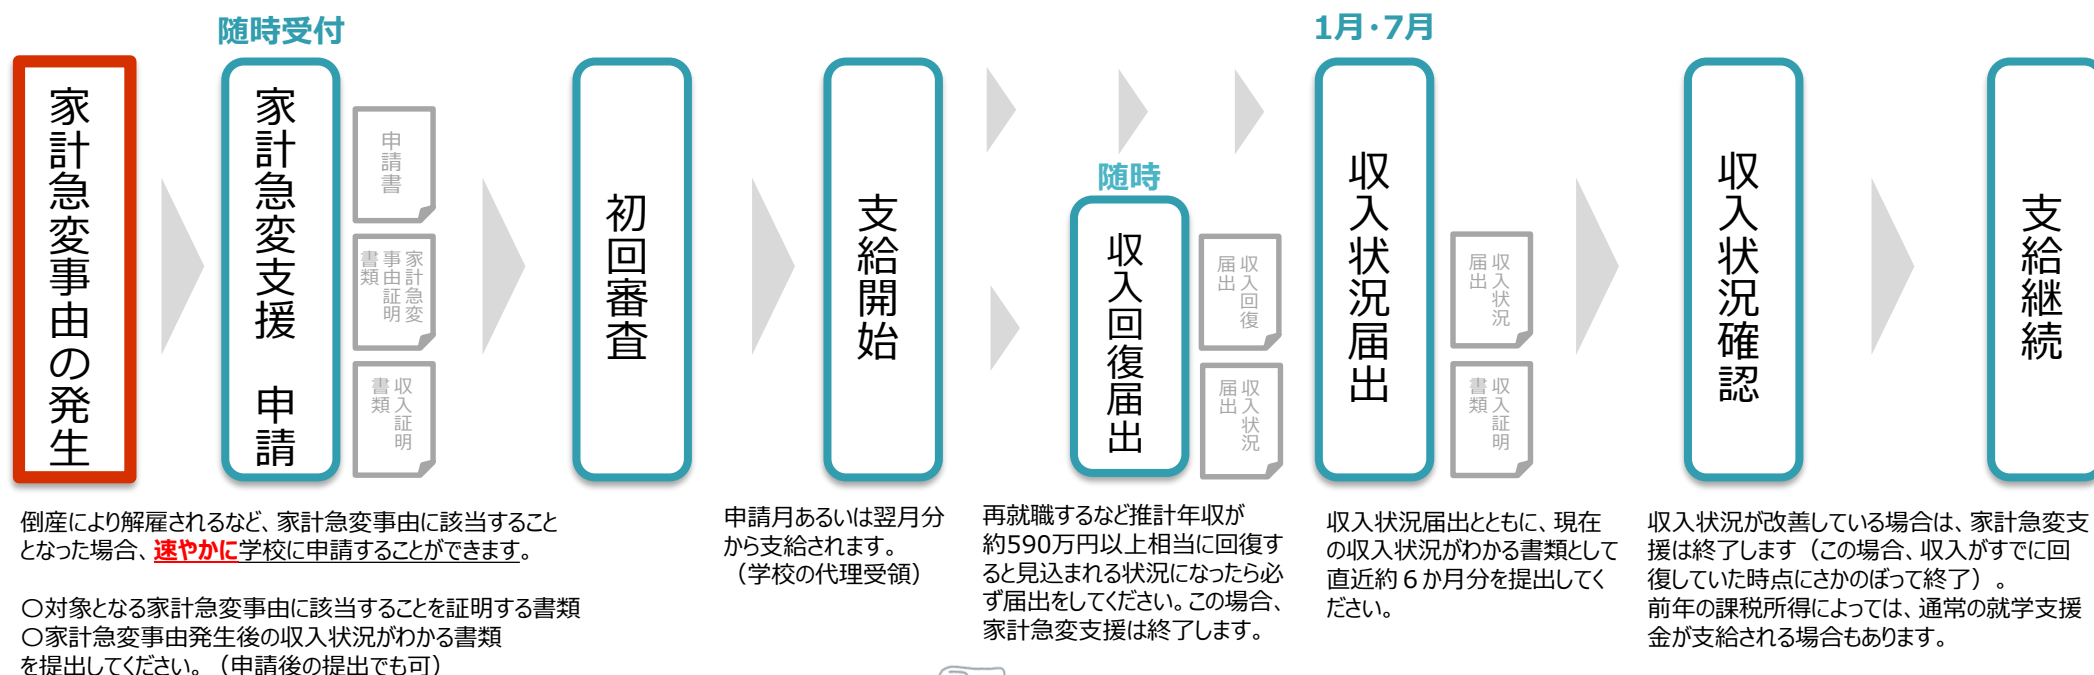 随時受付
家計急変事由の発生
家計急変支援　申請
申請書
家計急変
事由証明
書類
収入証明
書類
初回審査
支給開始
随時
収入回復届出
収入回復
届出
収入状況
届出
1月・7月
収入状況届出
収入状況
届出
収入証明
書類
収入状況確認
支給継続
倒産により解雇されるなど、家計急変事由に該当すること
となった場合、速やかに学校に申請することができます。
〇対象となる家計急変事由に該当することを証明する書類
〇家計急変事由発生後の収入状況がわかる書類
を提出してください。（申請後の提出でも可）
申請月あるいは翌月分
から支給されます。
（学校の代理受領）
再就職するなど推計年収が
約590万円以上相当に回復す
ると見込まれる状況になったら必
ず届出をしてください。この場合、
家計急変支援は終了します。
収入状況届出とともに、現在
の収入状況がわかる書類として
直近約６か月分を提出してく
ださい。
収入状況が改善している場合は、家計急変支
援は終了します（この場合、収入がすでに回
復していた時点にさかのぼって終了）。
前年の課税所得によっては、通常の就学支援
金が支給される場合もあります。